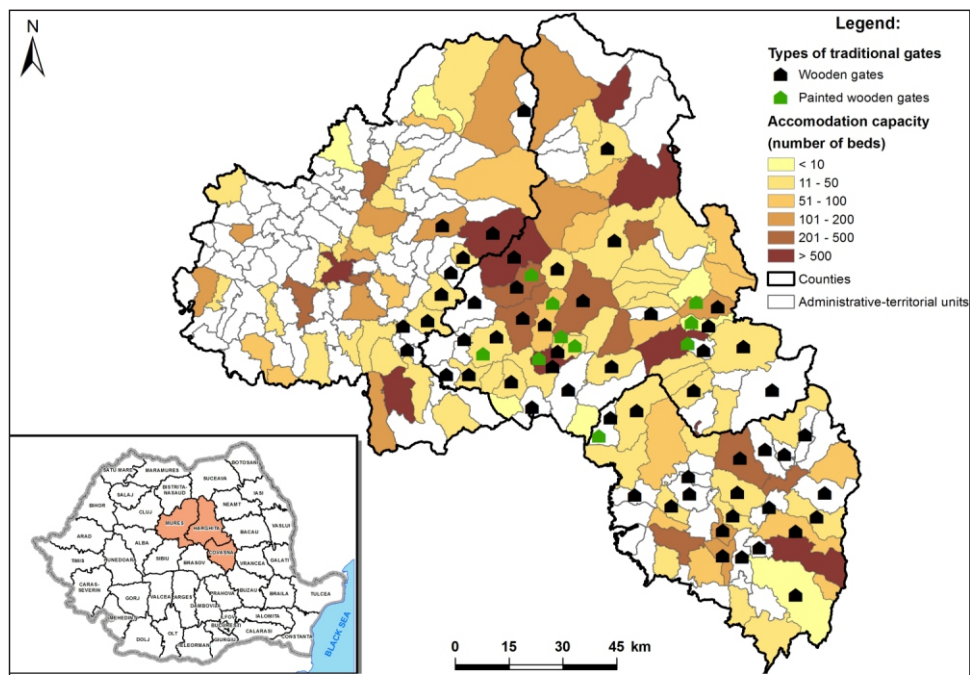 N
Legend:
Types of traditional gates
Wooden gates
Painted wooden gates
Accomodation capacity
(number of beds)
< 10
11 - 50
51 - 100
101 - 200
201 - 500
> 500
Counties
Administrative-territorial units
SATU MARE
MARAMURES
BOTOSANI
SUCEAVA
BISTRITA-
NASAUD
SALAJ
IASI
BIHOR
CLUJ
NEAMT
MURES
HARGHITA
VASLUI
BACAU
ARAD
ALBA
COVASNA
TIMIS
HUNEDOARA
SIBIU
BRASOV
VRANCEA
GALATI
CARAS-
SEVERIN
GORJ
VALCEA
ARGES
PRAHOVA
BUZAU
BRAILA
TULCEA
DAMBOVITA
MEHEDINTI
ILFOV
IALOMITA
BUCURESTI
OLT
CALARASI
DOLJ
TELEORMAN
GIURGIU
CONSTANTA
BLACK SEA
0 15 30 45 km